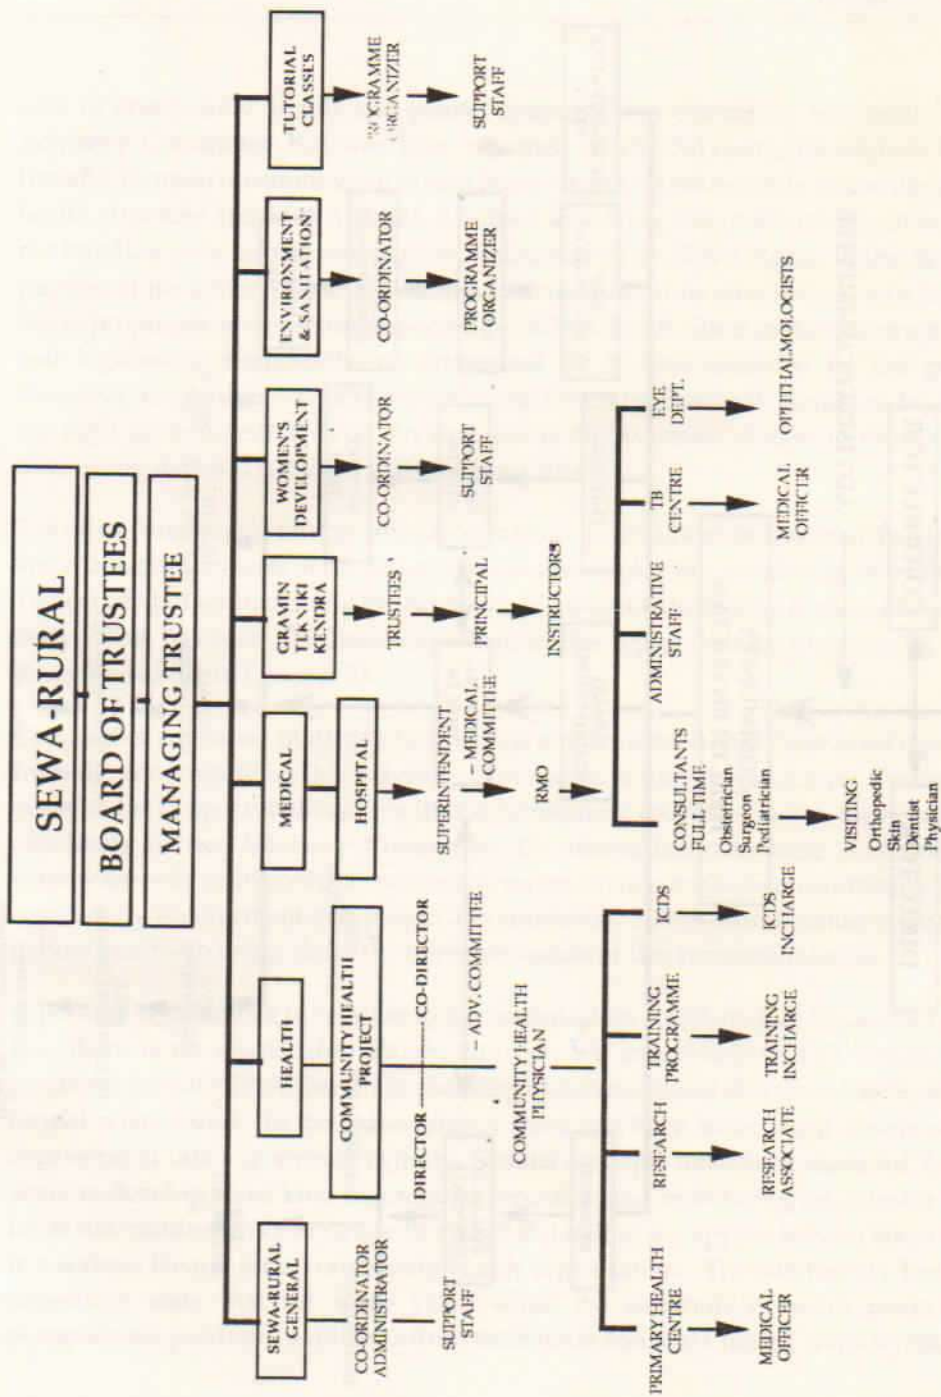 SEWA-RURAL
BOARD OF TRUSTEES
MANAGING TRUSTEE
SEWA-RURAL
GENERAL
CO-ORDINATOR
ADMINISTRATOR
SUPPORT
STAFF
HEALTH
COMMUNITY HEALTH
PROJECT
DIRECTOR -------- CO-DIRECTOR
– ADV. COMMITTEE
COMMUNITY HEALTH
PHYSICIAN
PRIMARY HEALTH
CENTRE
MEDICAL
OFFICER
RESEARCH
RESEARCH
ASSOCIATE
TRAINING
PROGRAMME
TRAINING
INCHARGE
ICDS
ICDS
INCHARGE
MEDICAL
HOSPITAL
SUPERINTENDENT
– MEDICAL
COMMITTEE
RMO
CONSULTANTS
FULL TIME
Obstetrician
Surgeon
Pediatrician
VISITING
Orthopedic
Skin
Dentist
Physician
ADMINISTRATIVE
STAFF
TB
CENTRE
MEDICAL
OFFICER
EYE
DEPT.
OPHTHALMOLOGISTS
GRAMIN
TEKNIKI
KENDRA
TRUSTEES
PRINCIPAL
INSTRUCTORS
WOMEN'S
DEVELOPMENT
CO-ORDINATOR
SUPPORT
STAFF
ENVIRONMENT
& SANITATION
CO-ORDINATOR
PROGRAMME
ORGANIZER
TUTORIAL
CLASSES
PROGRAMME
ORGANIZER
SUPPORT
STAFF